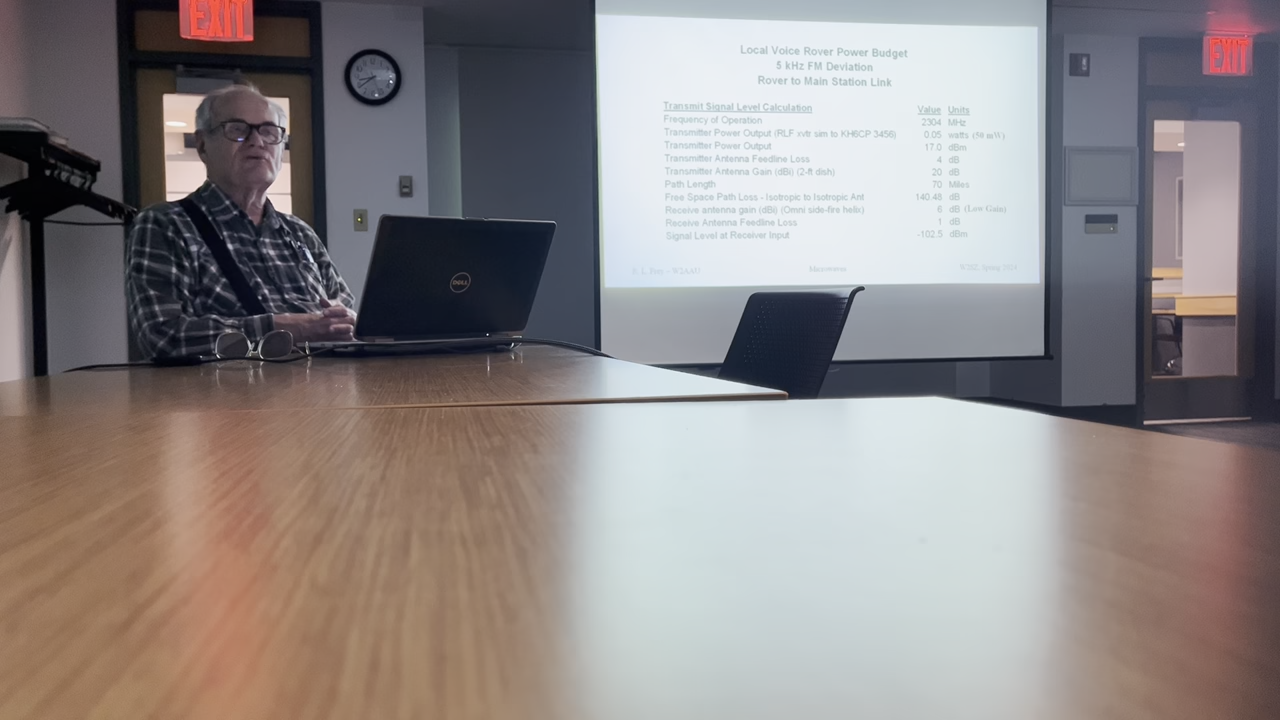 EXIT
EXIT
Local Voice Rover Power Budget
5 kHz FM Deviation
Rover to Main Station Link
Transmit Signal Level Calculation Value Units
Frequency of Operation 2304 MHz
Transmitter Power Output (RLF xvtr sim to KH6CP 3456) 0.05 watts (50 mW)
Transmitter Power Output 17.0 dBm
Transmitter Antenna Feedline Loss 4 dB
Transmitter Antenna Gain (dBi) (2-ft dish) 20 dB
Path Length 70 Miles
Free Space Path Loss - Isotropic to Isotropic Ant 140.48 dB
Receive antenna gain (dBi) (Omni side-fire helix) 6 dB (Low Gain)
Receive Antenna Feedline Loss 1 dB
Signal Level at Receiver Input -102.5 dBm
Microwaves
Spring 2024
DELL